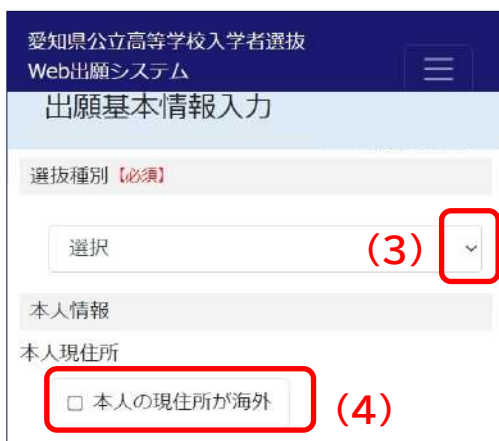 愛知県公立高等学校入学者選抜
Web出願システム
出願基本情報入力
選抜種別【必須】
選択
(3)
本人情報
本人現住所
本人の現住所が海外
(4)